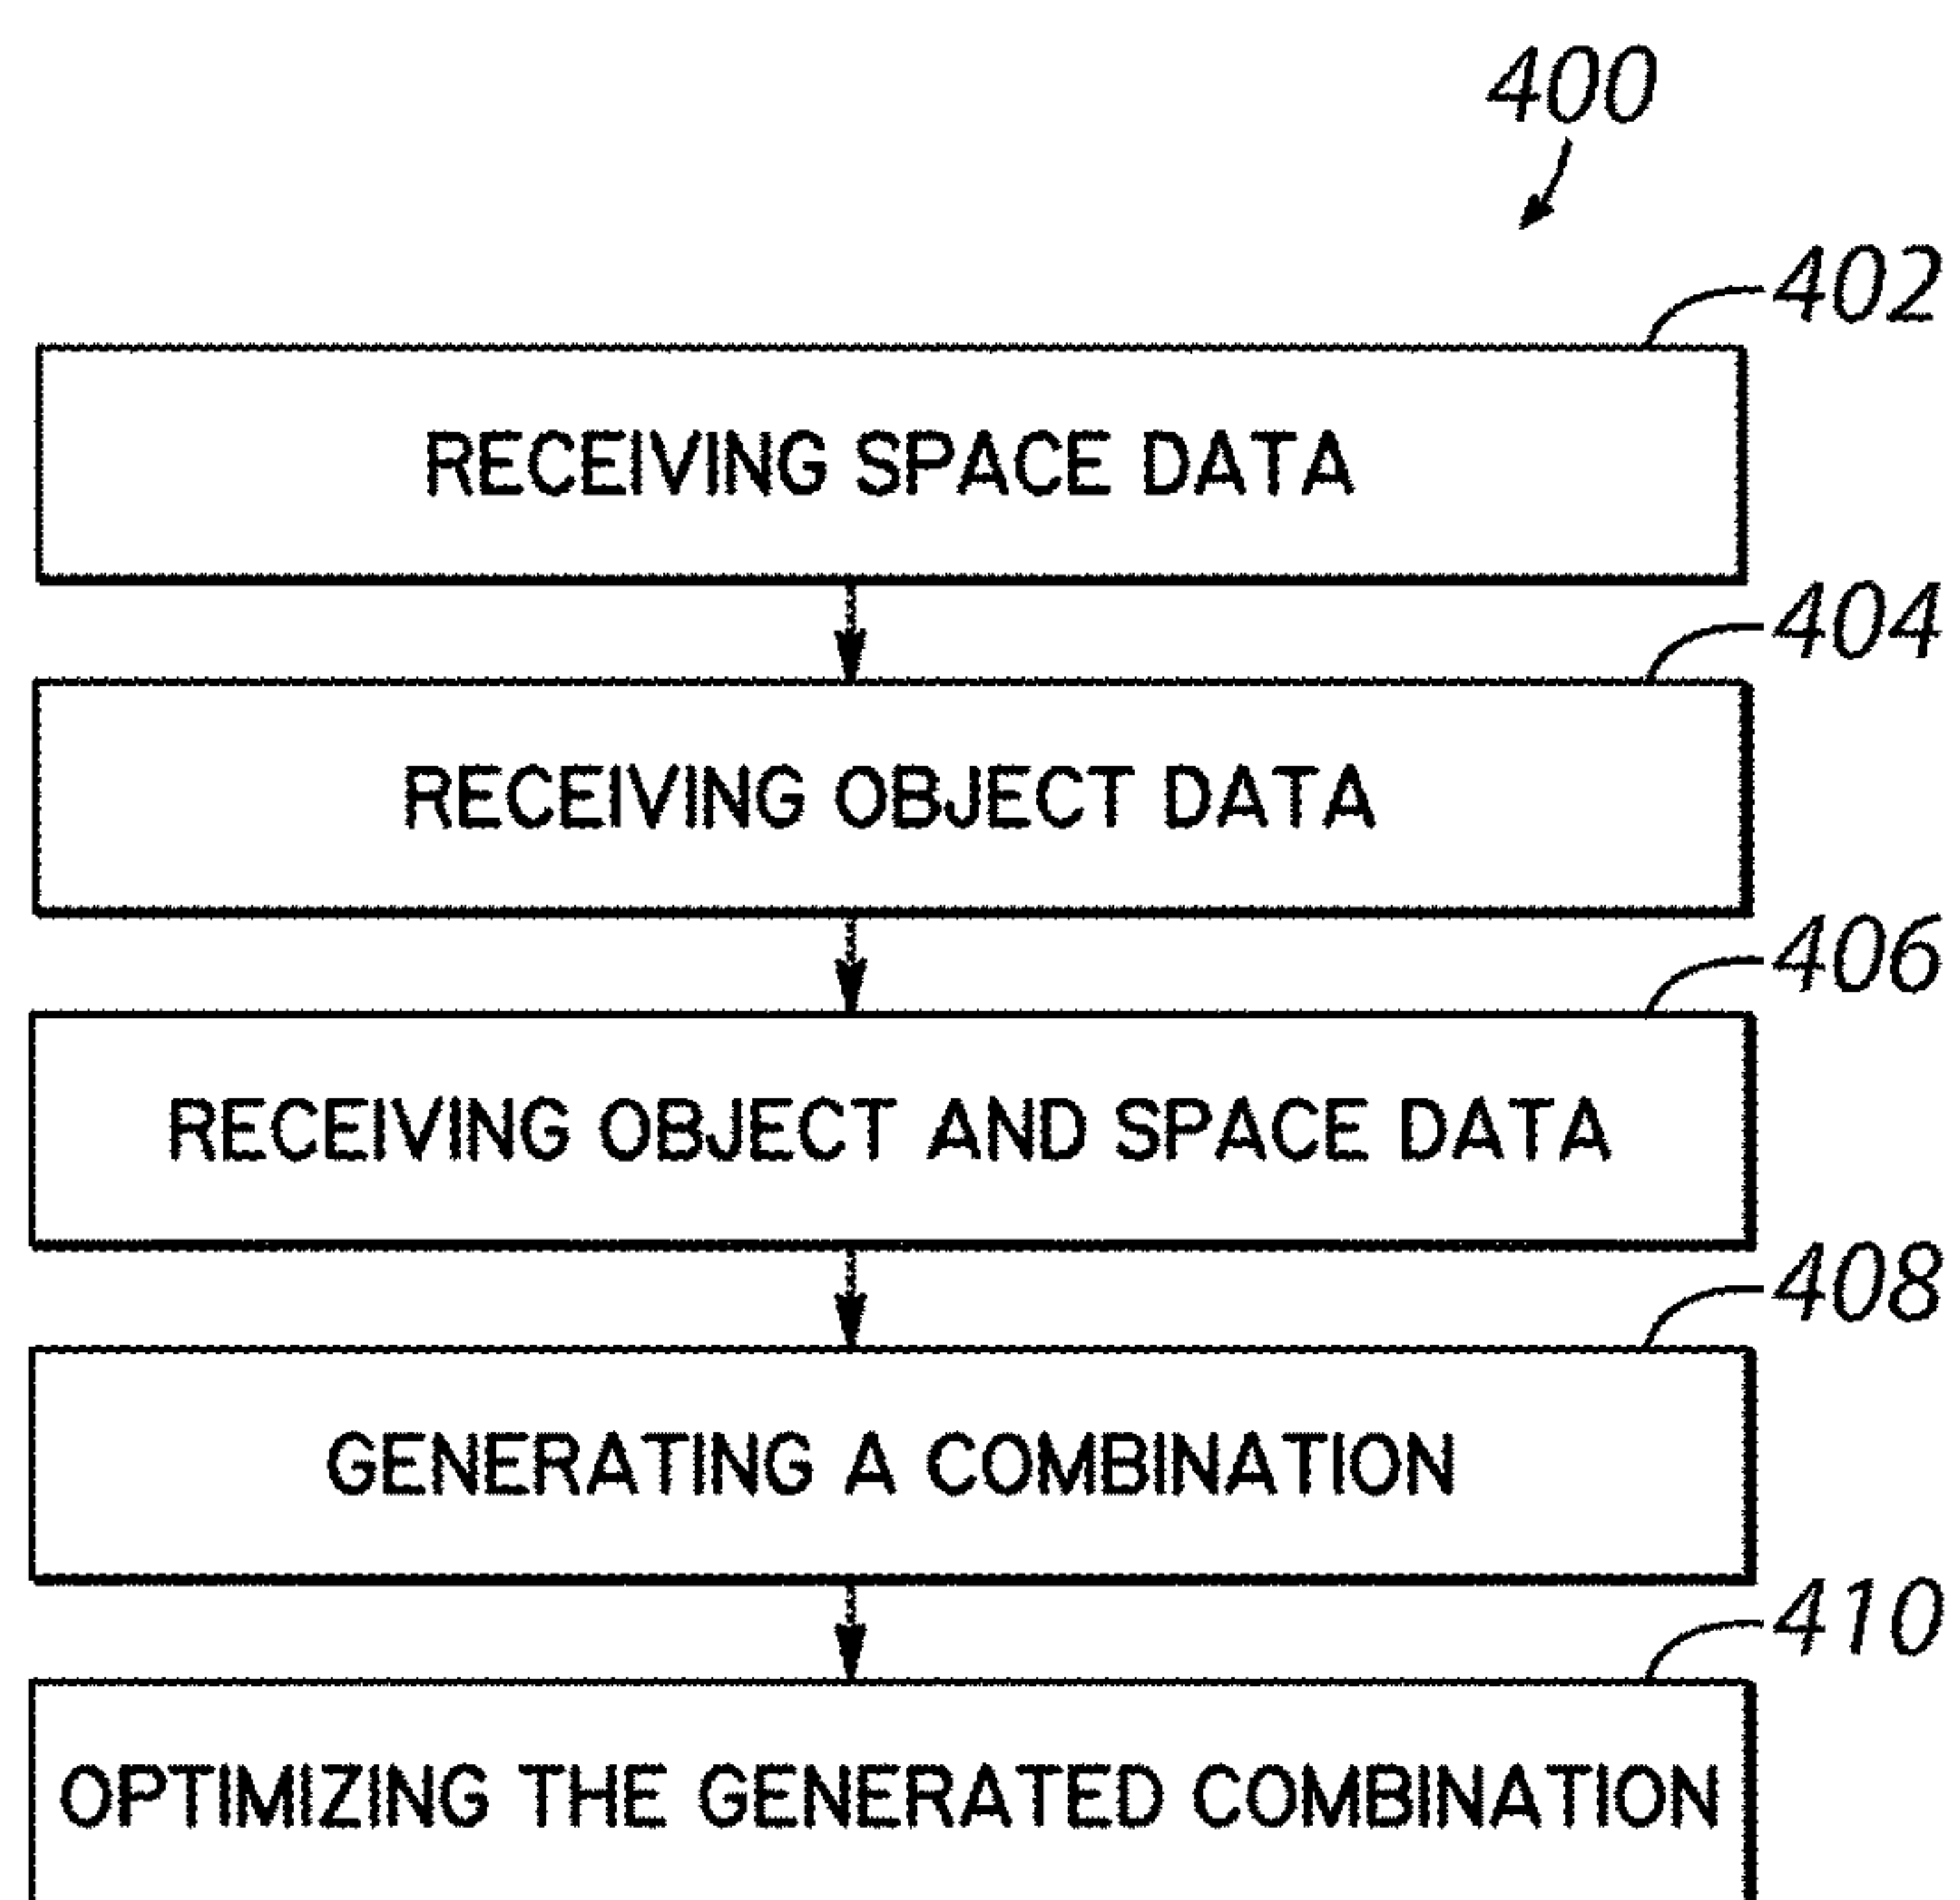 400
402
RECEIVING SPACE DATA
404
RECEIVING OBJECT DATA
406
RECEIVING OBJECT AND SPACE DATA
408
GENERATING A COMBINATION
410
OPTIMIZING THE GENERATED COMBINATION